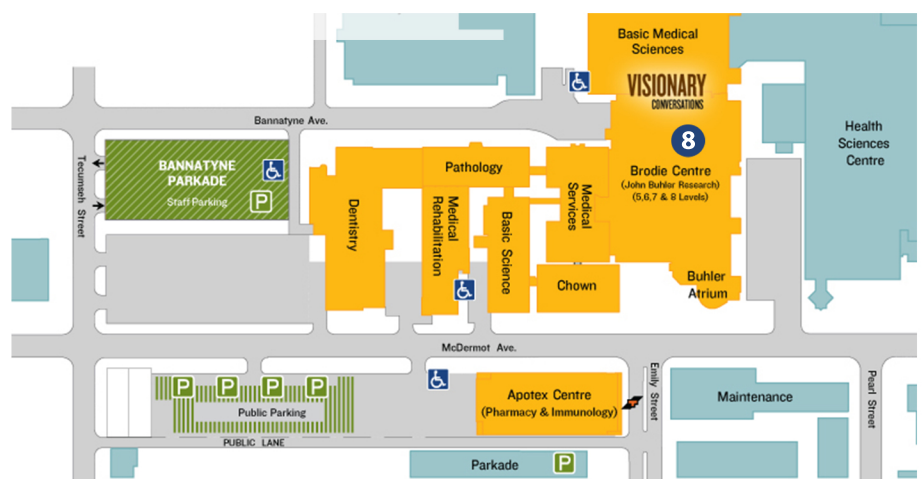 Basic Medical
Sciences
VISIONARY
CONVERSATIONS
Bannatyne Ave.
8
Health
Sciences
Centre
Tecumseh Street
BANNATYNE
PARKADE
Staff Parking
P
Pathology
Brodie Centre
(John Buhler Research)
(5,6,7 & 8 Levels)
Dentistry
Medical
Rehabilitation
Basic Science
Medical
Services
Chown
Buhler
Atrium
McDermot Ave.
P P P P
Public Parking
PUBLIC LANE
Apotex Centre
(Pharmacy & Immunology)
Emily Street
Maintenance
Pearl Street
Parkade P